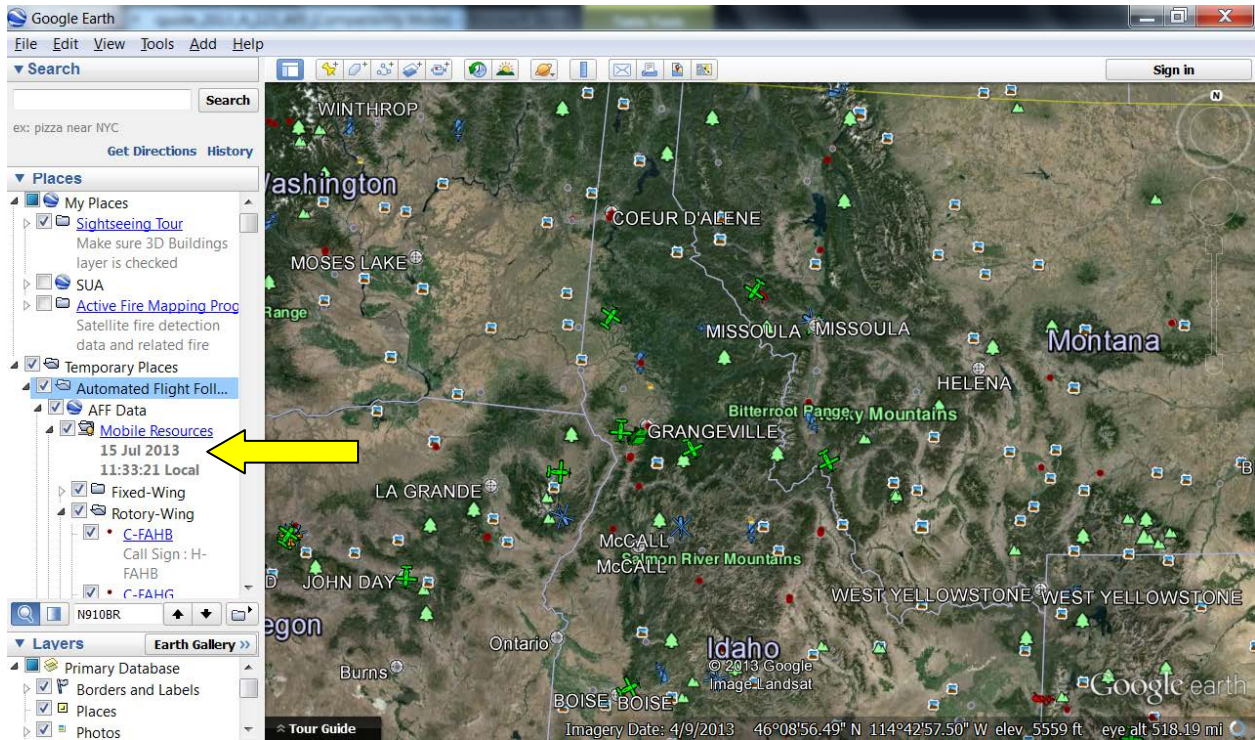 Google Earth
File Edit View Tools Add Help
Search
Search
ex: pizza near NYC
Get Directions History
Places
My Places
Sightseeing Tour
Make sure 3D Buildings
layer is checked
SUA
Active Fire Mapping Prog
Satellite fire detection
data and related fire
Temporary Places
Automated Flight Foll...
AFF Data
Mobile Resources
15 Jul 2013
11:33:21 Local
Fixed-Wing
Rotory-Wing
C-FAHB
Call Sign : H-
FAHB
C-FAHG
N910BR
Layers
Earth Gallery »
Primary Database
Borders and Labels
Places
Photos
Sign in
N
WINTHROP
ashington
COEUR D'ALENE
MOSES LAKE
Range
MISSOULA MISSOULA
Montana
HELENA
Bitterroot Range
Mountains
GRANGEVILLE
LA GRANDE
McCALL
Salmon River Mountains
McCALL
JOHN DAY
WEST YELLOWSTONE WEST YELLOWSTONE
egon
Ontario
Idaho
© 2013 Google
Image Landsat
Burns
BOISE BOISE
Google earth
Tour Guide
Imagery Date: 4/9/2013 46°08'56.49" N 114°42'57.50" W elev 5559 ft eye alt 518.19 mi